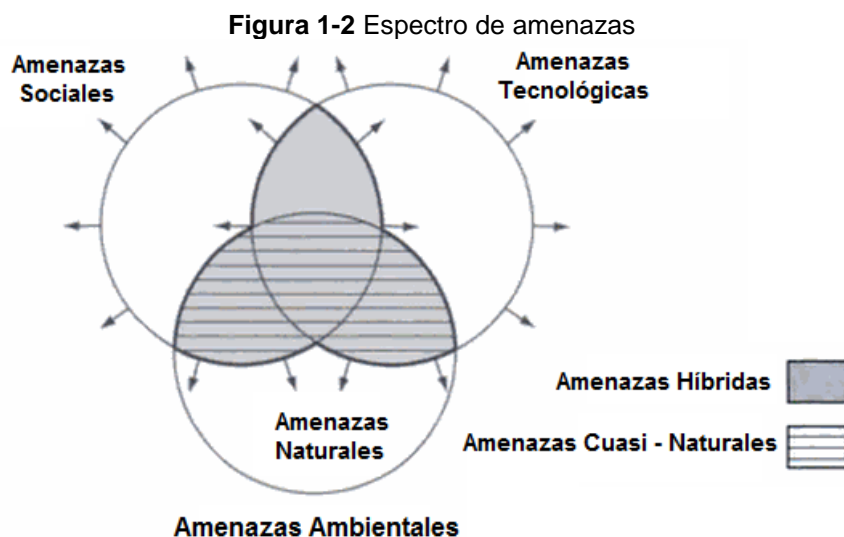 Figura 1-2 Espectro de amenazas
Amenazas
Sociales
Amenazas
Tecnológicas
Amenazas Híbridas
Amenazas
Naturales
Amenazas Cuasi - Naturales
Amenazas Ambientales